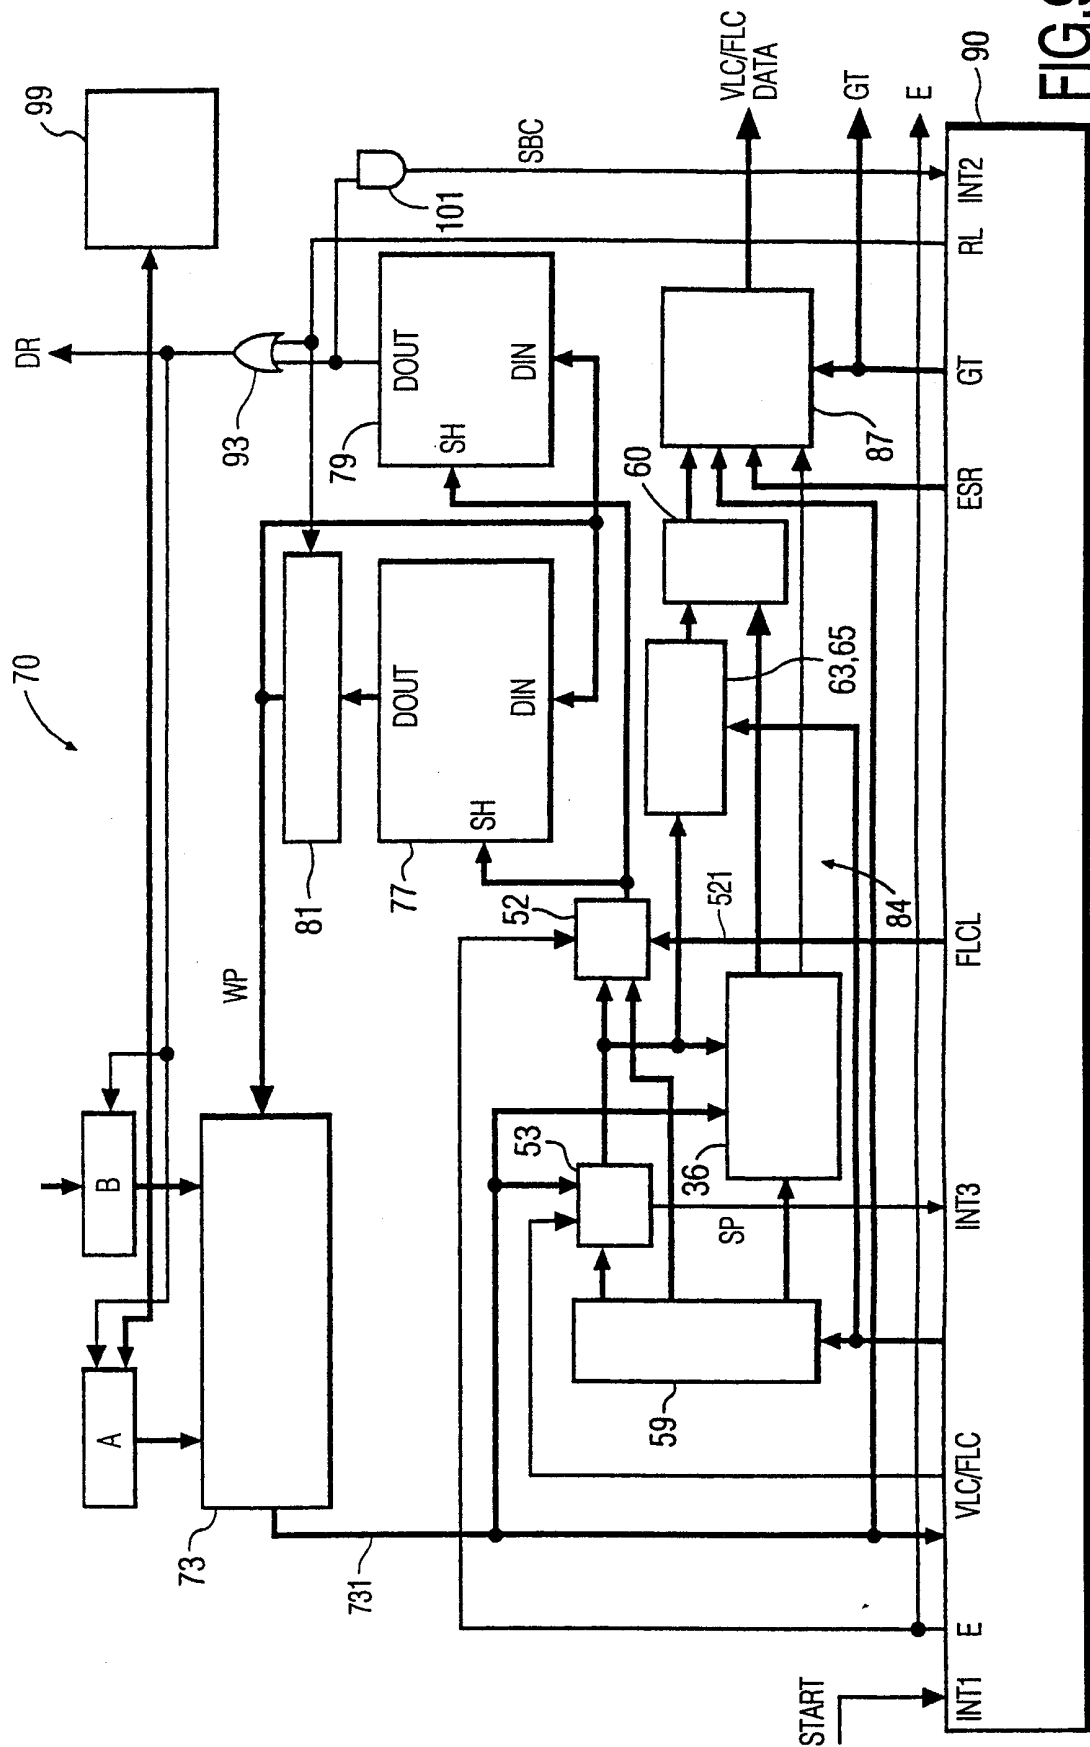 70
99
DR
93
101
SBC
VLC/FLC
DATA
GT
E
90
FIG.9
A
B
73
WP
81
79
DOUT
SH
DIN
77
DOUT
SH
DIN
731
52
521
53
SP
36
59
84
63,65
60
87
START
INT1
E
VLC/FLC
INT3
FLCL
ESR
GT
RL
INT2